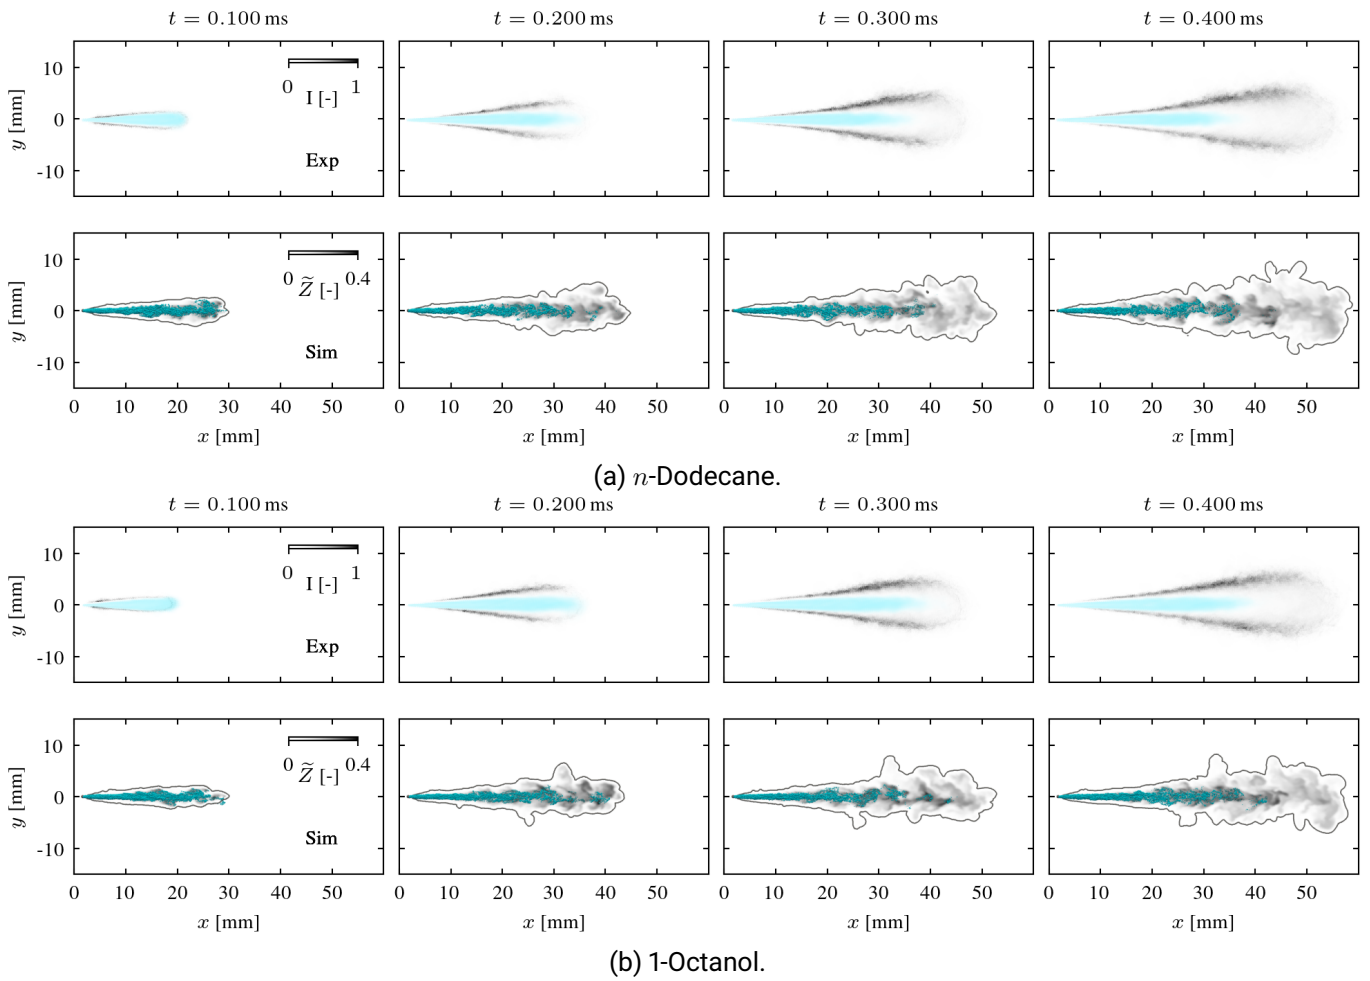 t = 0.100 ms t = 0.200 ms t = 0.300 ms t = 0.400 ms
10
0
-10
y [mm]
0 1
I [-]
Exp
10
0
-10
y [mm]
0 Z̃ [-] 0.4
Sim
0 10 20 30 40 50 0 10 20 30 40 50 0 10 20 30 40 50 0 10 20 30 40 50
x [mm] x [mm] x [mm] x [mm]
(a) n-Dodecane.
t = 0.100 ms t = 0.200 ms t = 0.300 ms t = 0.400 ms
10
0
-10
y [mm]
0 1
I [-]
Exp
10
0
-10
y [mm]
0 Z̃ [-] 0.4
Sim
0 10 20 30 40 50 0 10 20 30 40 50 0 10 20 30 40 50 0 10 20 30 40 50
x [mm] x [mm] x [mm] x [mm]
(b) 1-Octanol.